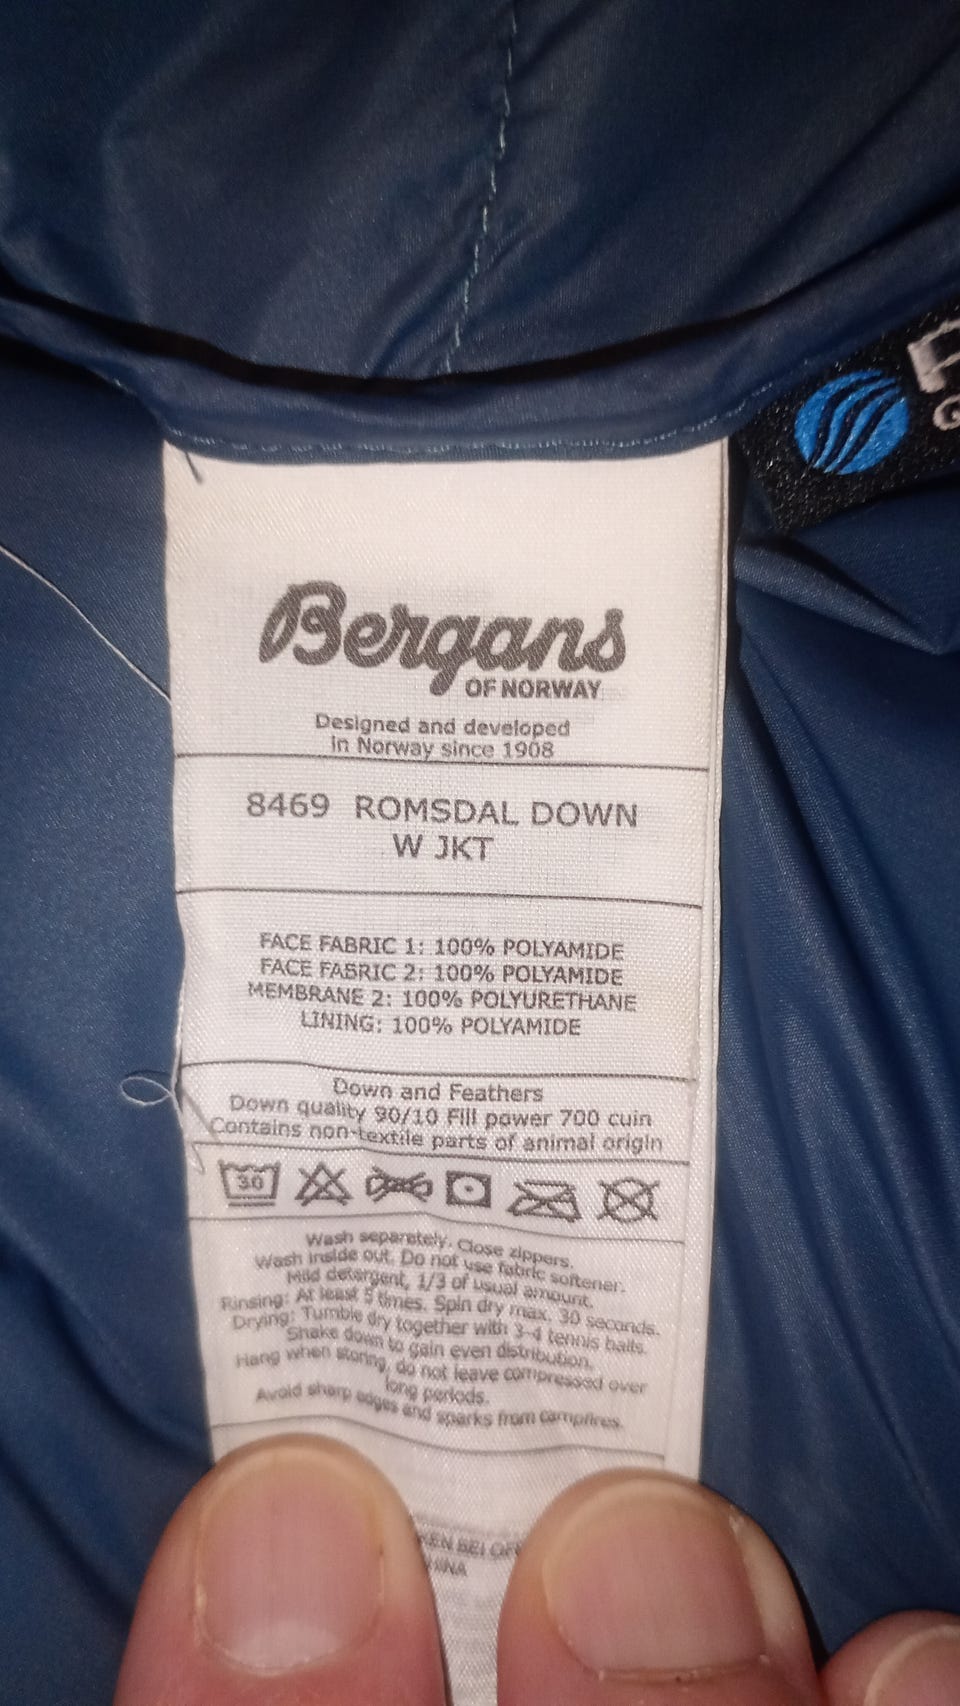 Bergans
OF NORWAY
Designed and developed
in Norway since 1908
8469 ROMSDAL DOWN
W JKT
FACE FABRIC 1: 100% POLYAMIDE
FACE FABRIC 2: 100% POLYAMIDE
MEMBRANE 2: 100% POLYURETHANE
LINING: 100% POLYAMIDE
Down and Feathers
Down quality 90/10 Fill power 700 cuin
Contains non-textile parts of animal origin
30
Wash separately. Close zippers.
Wash inside out. Do not use fabric softener.
Mild detergent, 1/3 of usual amount.
Rinsing: At least 5 times. Spin dry max. 30 seconds.
Drying: Tumble dry together with 3-4 tennis balls.
Shake down to gain even distribution.
Hang when storing, do not leave compressed over
long periods.
Avoid sharp edges and sparks from campfires.